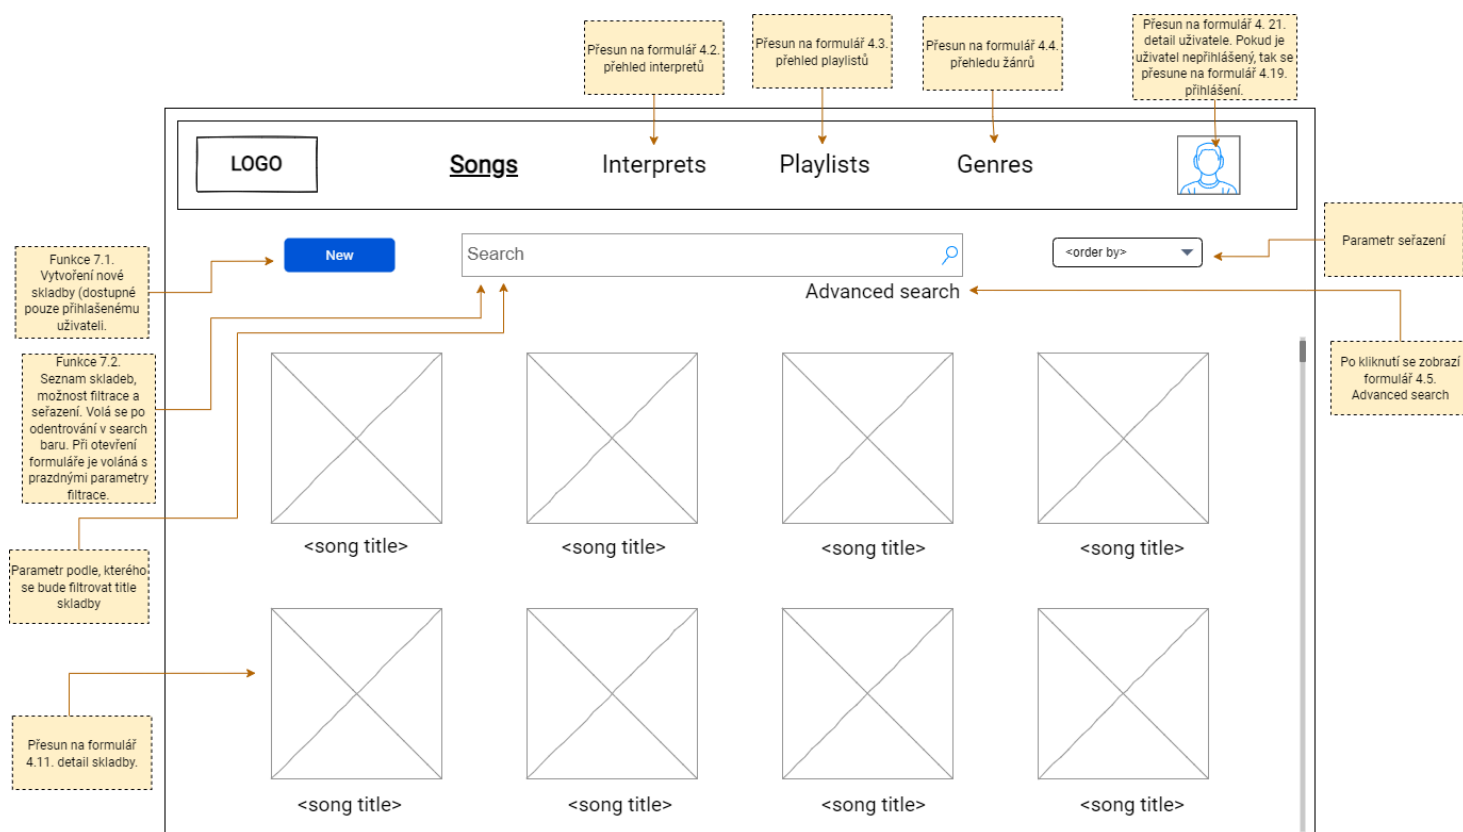 Přesun na formulář 4.2.
přehled interpretů
Přesun na formulář 4.3.
přehled playlistů
Přesun na formulář 4.4.
přehledu žánrů
Přesun na formulář 4. 21.
detail uživatele. Pokud je
uživatel nepřihlášený, tak se
přesune na formulář 4.19.
přihlášení.
LOGO
Songs
Interprets
Playlists
Genres
Funkce 7.1.
Vytvoření nové
skladby (dostupné
pouze přihlašenému
uživateli.
New
Search
<order by>
Parametr seřazení
Advanced search
Funkce 7.2.
Seznam skladeb,
možnost filtrace a
seřazení. Volá se po
odentrování v search
baru. Při otevření
formuláře je voláná s
prazdnými parametry
filtrace.
Po kliknutí se zobrazí
formulář 4.5.
Advanced search
<song title>
<song title>
<song title>
<song title>
Parametr podle, kterého
se bude filtrovat title
skladby
Přesun na formulář
4.11. detail skladby.
<song title>
<song title>
<song title>
<song title>